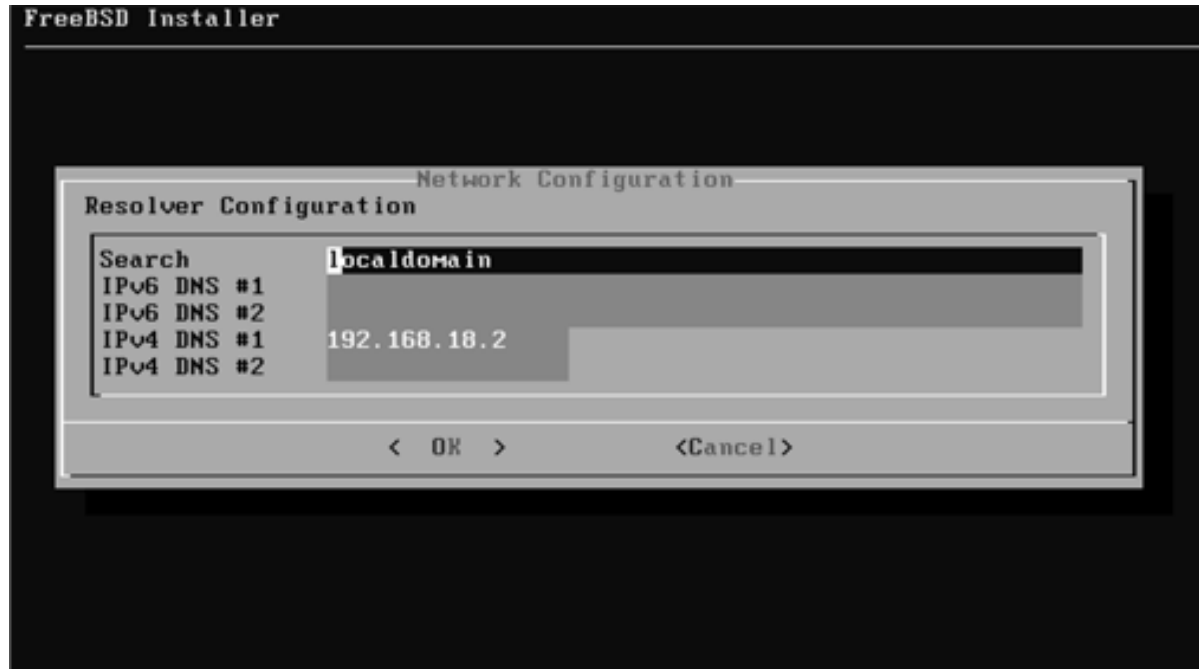 FreeBSD Installer
Network Configuration
Resolver Configuration
Search localdomain
IPv6 DNS #1
IPv6 DNS #2
IPv4 DNS #1 192.168.18.2
IPv4 DNS #2
< OK > <Cancel>